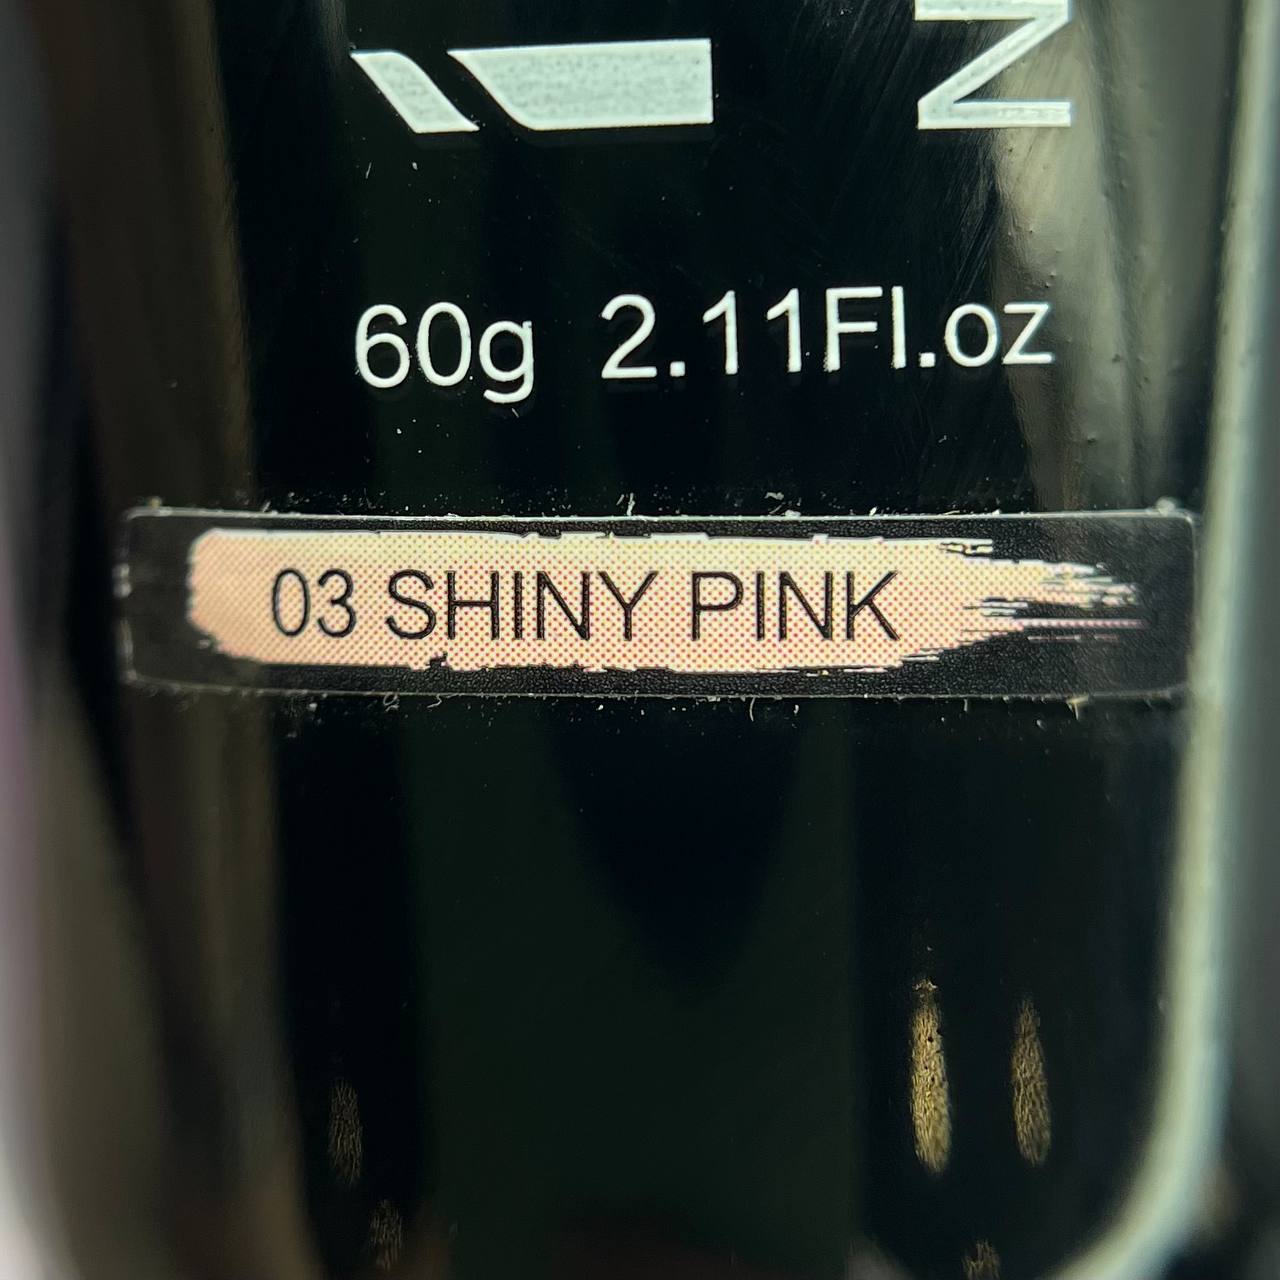 60g 2.11Fl.oz
03 SHINY PINK